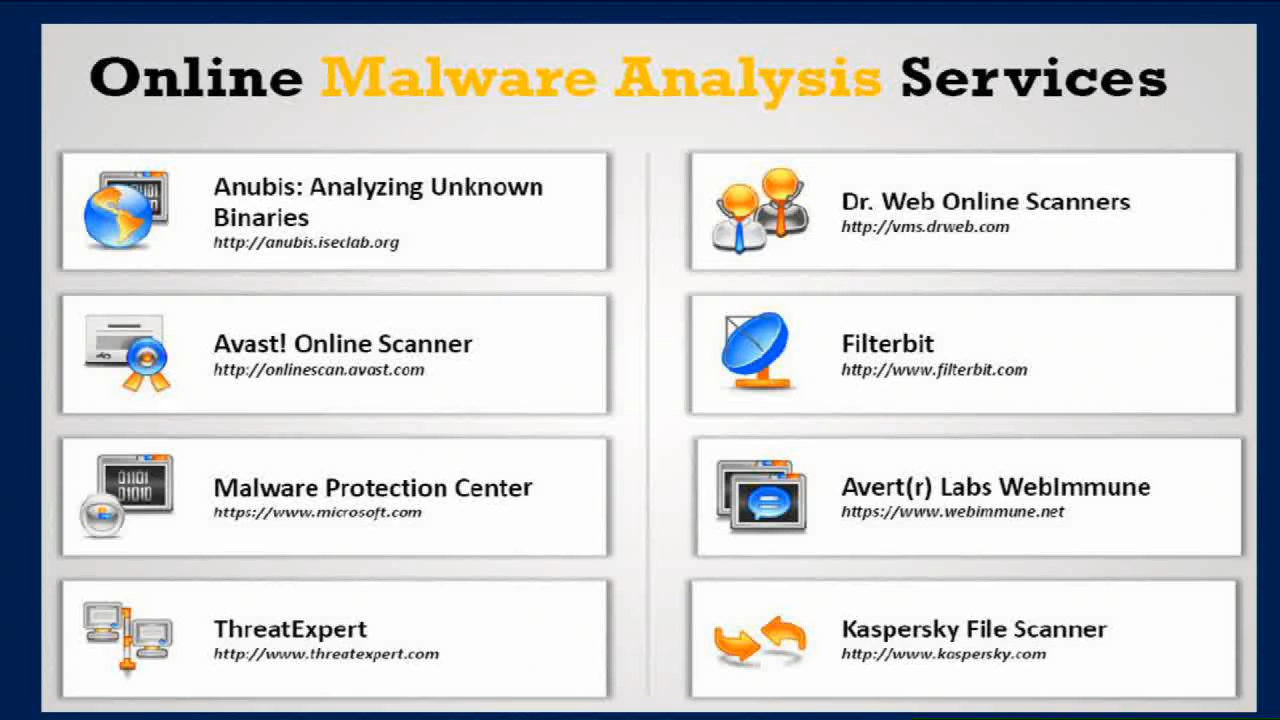 Online Malware Analysis Services
Anubis: Analyzing Unknown
Binaries
http://anubis.iseclab.org
Avast! Online Scanner
http://onlinescan.avast.com
01101
01010
Malware Protection Center
https://www.microsoft.com
ThreatExpert
http://www.threatexpert.com
Dr. Web Online Scanners
http://vms.drweb.com
Filterbit
http://www.filterbit.com
Avert(r) Labs WebImmune
https://www.webimmune.net
Kaspersky File Scanner
http://www.kaspersky.com